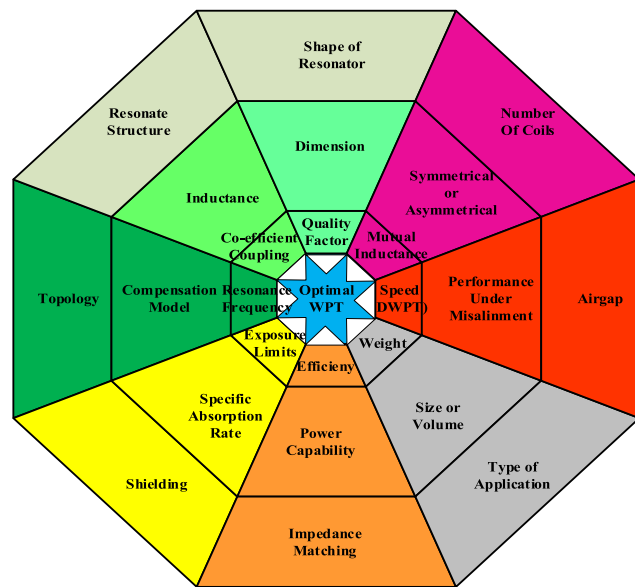 Shape of
Resonator
Resonate
Structure
Number
Of Coils
Dimension
Inductance
Symmetrical
or
Asymmetrical
Quality
Factor
Co-efficient
Coupling
Mutual
Inductance
Topology
Compensation
Model
Resonance
Frequency
Optimal
WPT
Speed
DWPT)
Performance
Under
Misalinment
Airgap
Exposure
Limits
Efficieny
Weight
Specific
Absorption
Rate
Power
Capability
Size or
Volume
Shielding
Type of
Application
Impedance
Matching